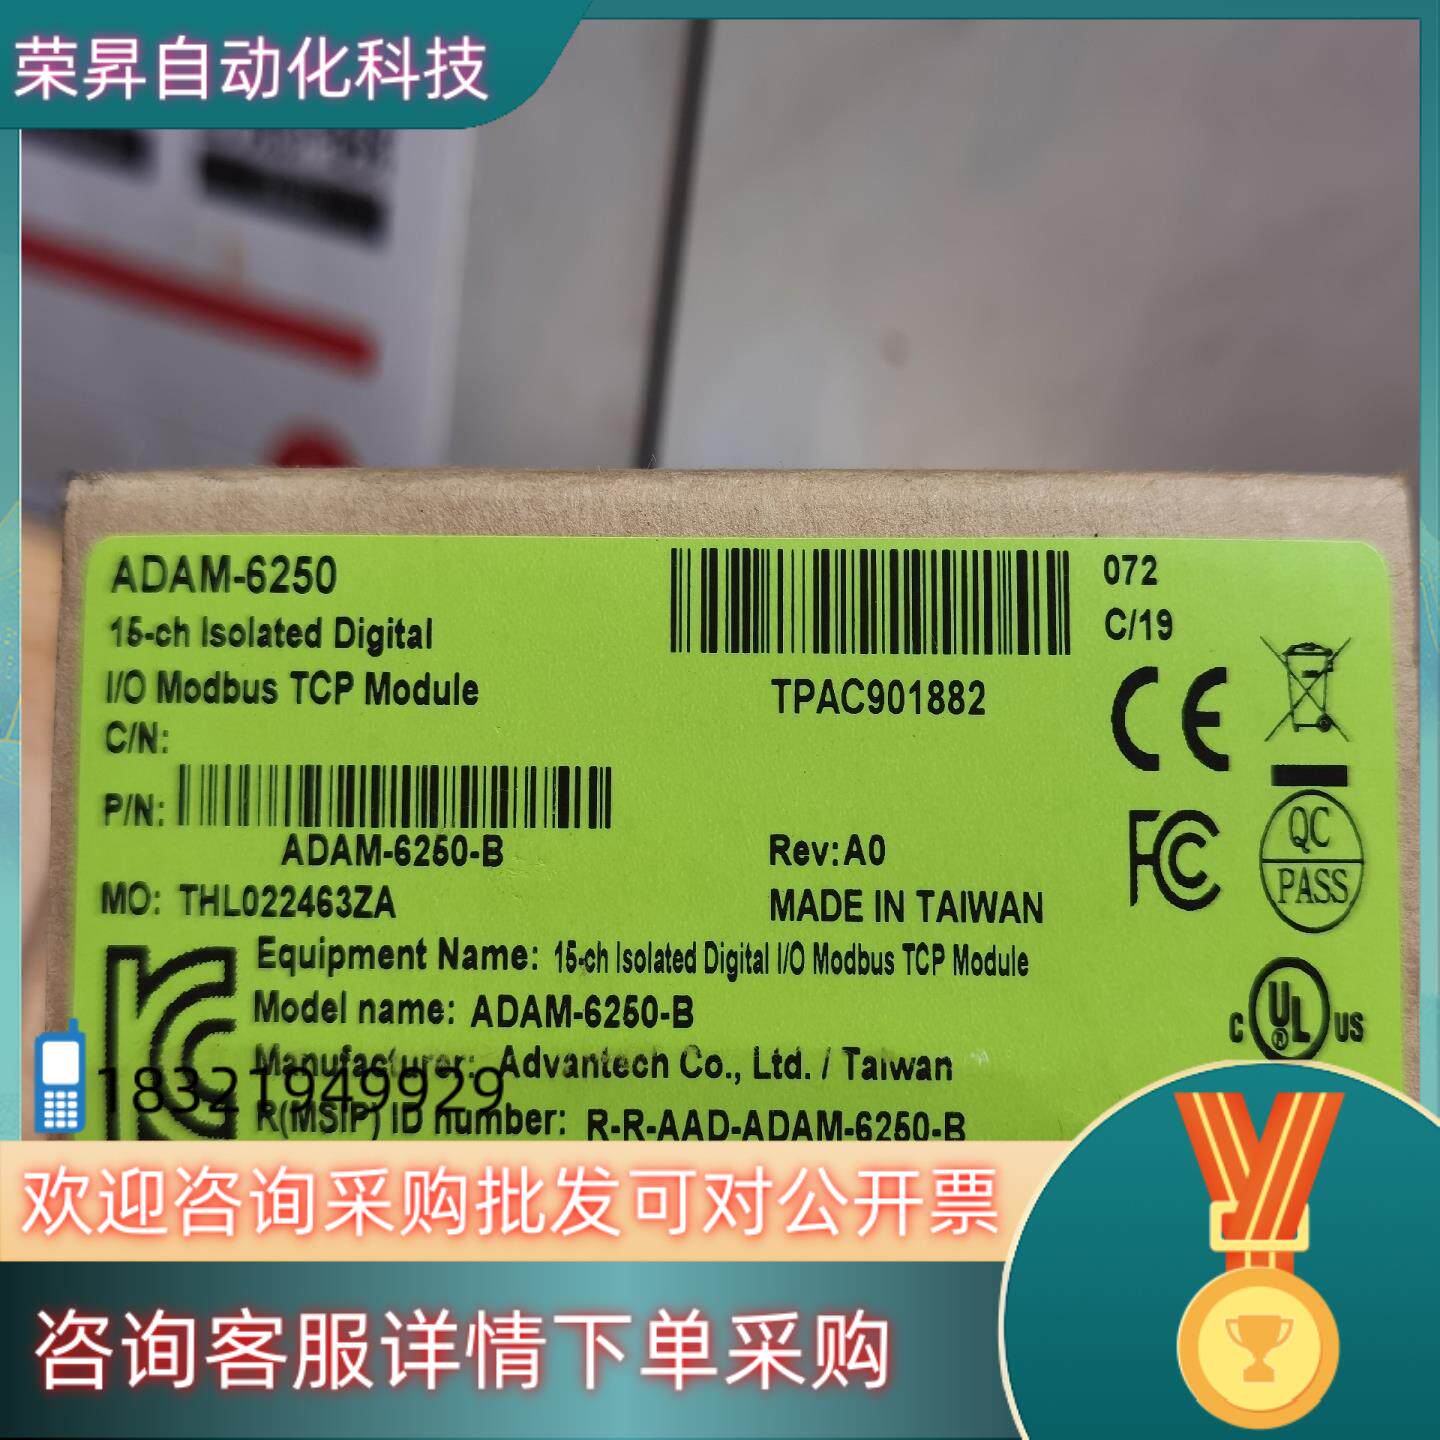 荣昇自动化科技
ADAM-6250
15-ch Isolated Digital
I/O Modbus TCP Module
C/N:
P/N:
ADAM-6250-B
MO: THL022463ZA
TPAC901882
072
C/19
CE
FC
QC
PASS
Rev:A0
MADE IN TAIWAN
Equipment Name: 15-ch Isolated Digital I/O Modbus TCP Module
Model name: ADAM-6250-B
Manufacturer: Advantech Co., Ltd. / Taiwan
R(MSIP) ID number: R-R-AAD-ADAM-6250-B
C UL ® US
18321949929
欢迎咨询采购批发可对公开票
咨询客服详情下单采购